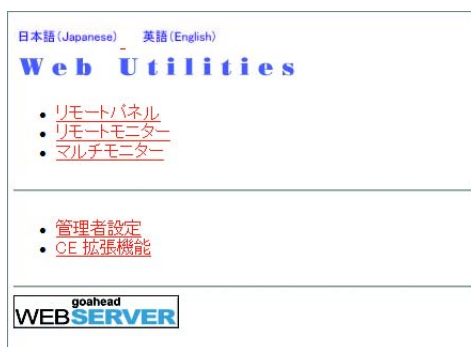 日本語(Japanese) 英語(English)
Web Utilities
リモートパネル
リモートモニター
マルチモニター
管理者設定
CE 拡張機能
goahead
WEBSERVER